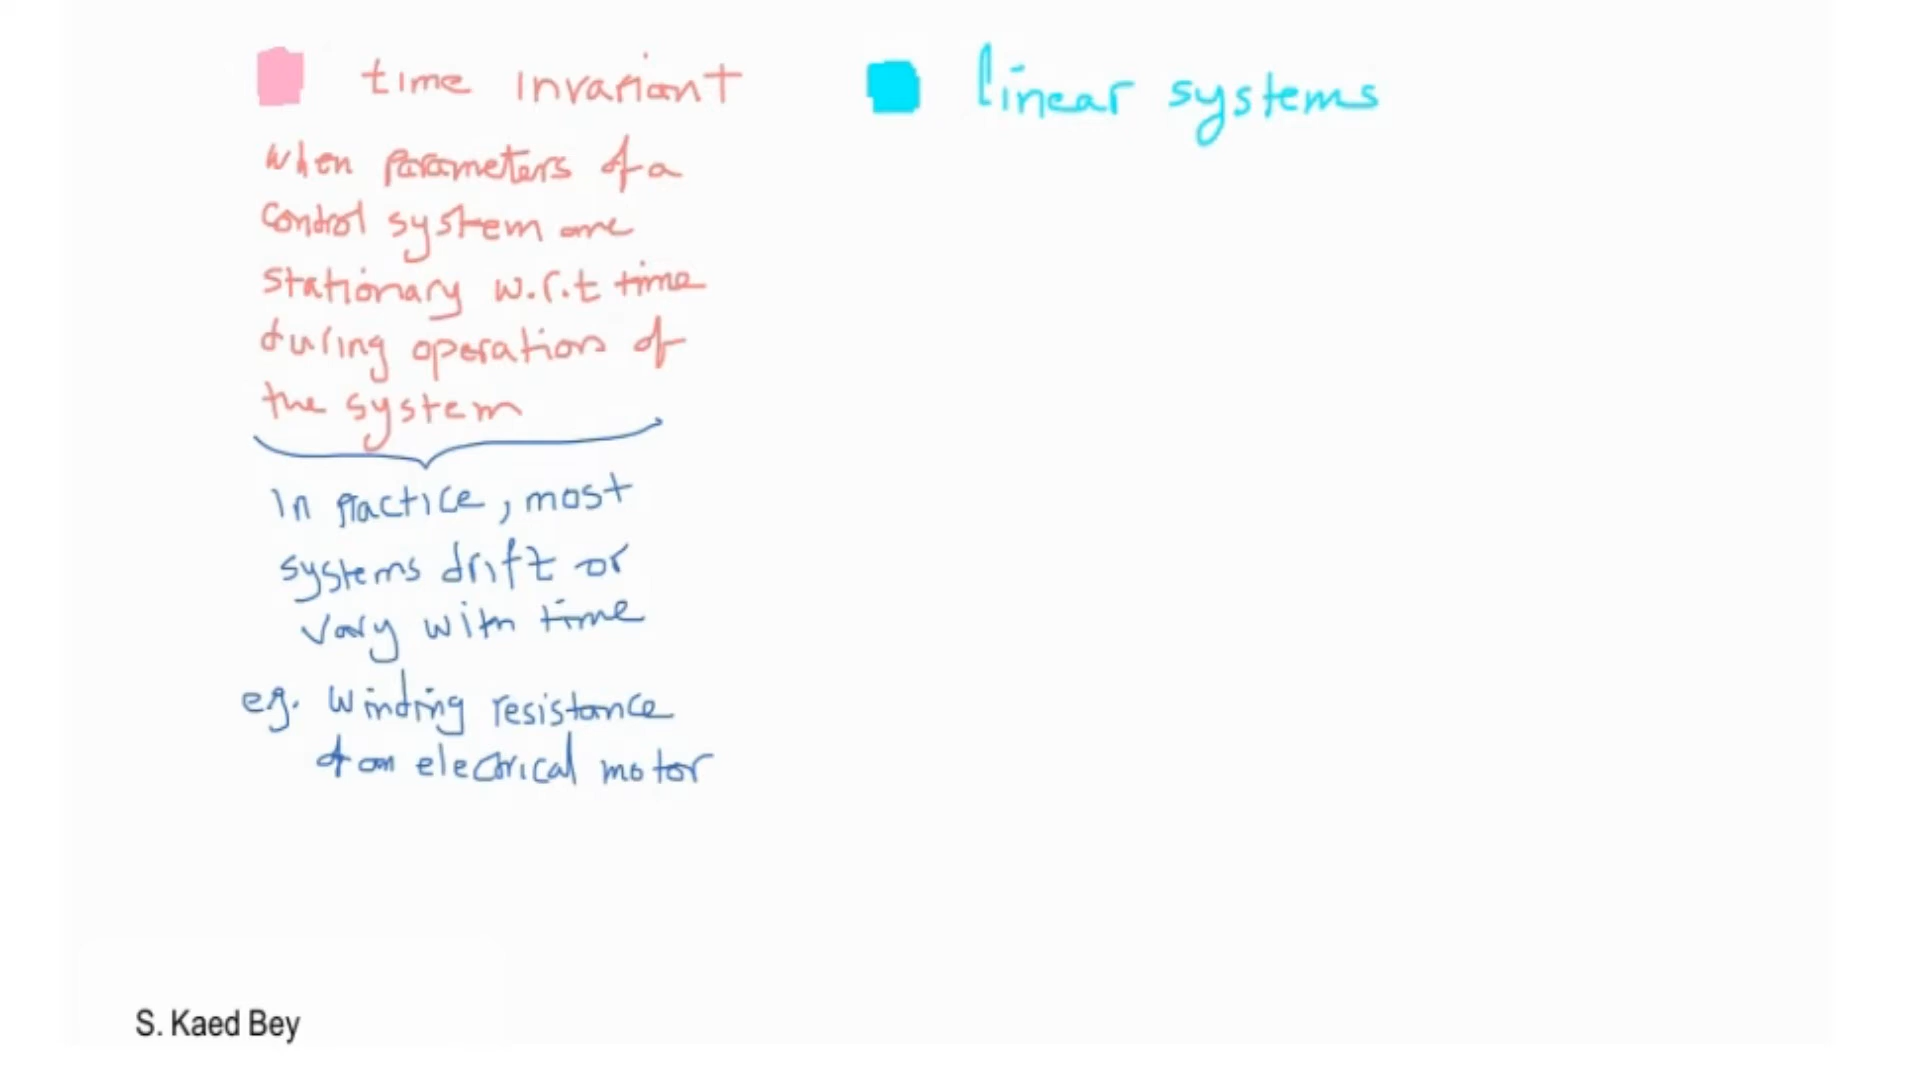 time invariant
When parameters of a
control system are
stationary w.r.t time
during operation of
the system
In practice, most
systems drift or
vary with time
eg. Winding resistance
of an electrical motor
linear systems
S. Kaed Bey